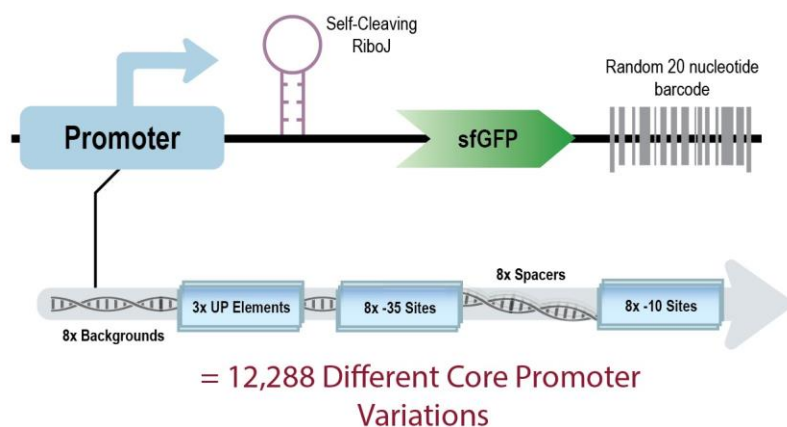 Self-Cleaving
RiboJ
Random 20 nucleotide
barcode
Promoter
sfGFP
8x Spacers
3x UP Elements
8x -35 Sites
8x -10 Sites
8x Backgrounds
= 12,288 Different Core Promoter
Variations